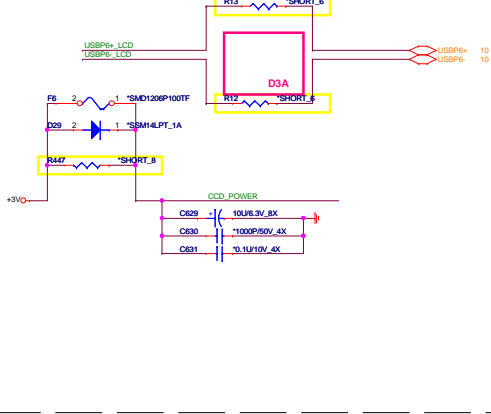 R13 *SHORT_6
USBP6+_LCD
USBP6-_LCD
USBP6+ 10
USBP6- 10
D3A
F6 2 1 *SMD1206P100TF
R12 *SHORT_6
D29 2 1 *SSM14LPT_1A
R447 *SHORT_8
+3V
CCD_POWER
C629 + 10U/6.3V_8X
C630 *1000P/50V_4X
C631 *0.1U/10V_4X